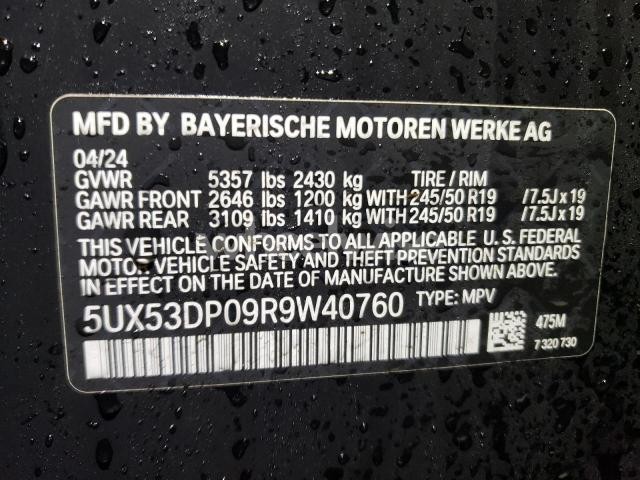 MFD BY BAYERISCHE MOTOREN WERKE AG
04/24
GVWR 5357 lbs 2430 kg TIRE / RIM
GAWR FRONT 2646 lbs 1200 kg WITH 245/50 R19 / 7.5J x 19
GAWR REAR 3109 lbs 1410 kg WITH 245/50 R19 / 7.5J x 19
THIS VEHICLE CONFORMS TO ALL APPLICABLE U. S. FEDERAL
MOTOR VEHICLE SAFETY AND THEFT PREVENTION STANDARDS
IN EFFECT ON THE DATE OF MANUFACTURE SHOWN ABOVE.
5UX53DP09R9W40760 TYPE: MPV
475M
7 320 730